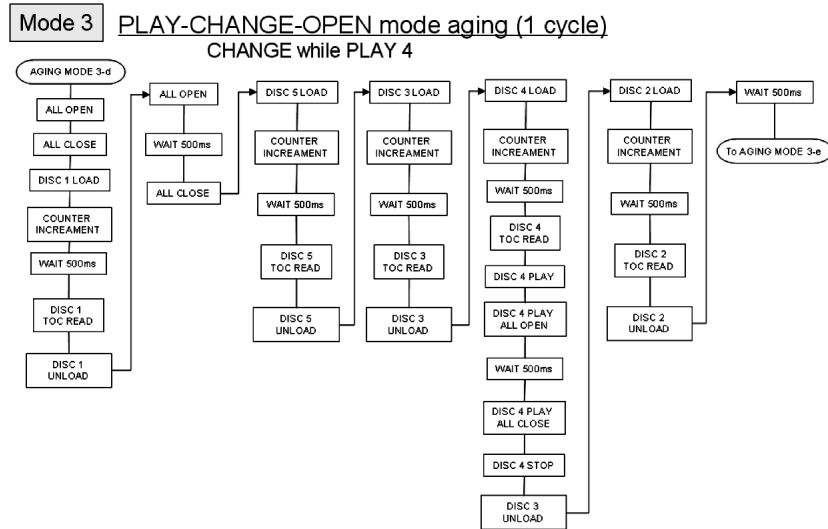 Mode 3
PLAY-CHANGE-OPEN mode aging (1 cycle)
CHANGE while PLAY 4
AGING MODE 3-d
ALL OPEN
ALL CLOSE
DISC 1 LOAD
COUNTER
INCREAMENT
WAIT 500ms
DISC 1
TOC READ
DISC 1
UNLOAD
ALL OPEN
WAIT 500ms
ALL CLOSE
DISC 5 LOAD
COUNTER
INCREAMENT
WAIT 500ms
DISC 5
TOC READ
DISC 5
UNLOAD
DISC 3 LOAD
COUNTER
INCREAMENT
WAIT 500ms
DISC 3
TOC READ
DISC 3
UNLOAD
DISC 4 LOAD
COUNTER
INCREAMENT
WAIT 500ms
DISC 4
TOC READ
DISC 4 PLAY
DISC 4 PLAY
ALL OPEN
WAIT 500ms
DISC 4 PLAY
ALL CLOSE
DISC 4 STOP
DISC 3
UNLOAD
DISC 2 LOAD
COUNTER
INCREAMENT
WAIT 500ms
DISC 2
TOC READ
DISC 2
UNLOAD
WAIT 500ms
To AGING MODE 3-e